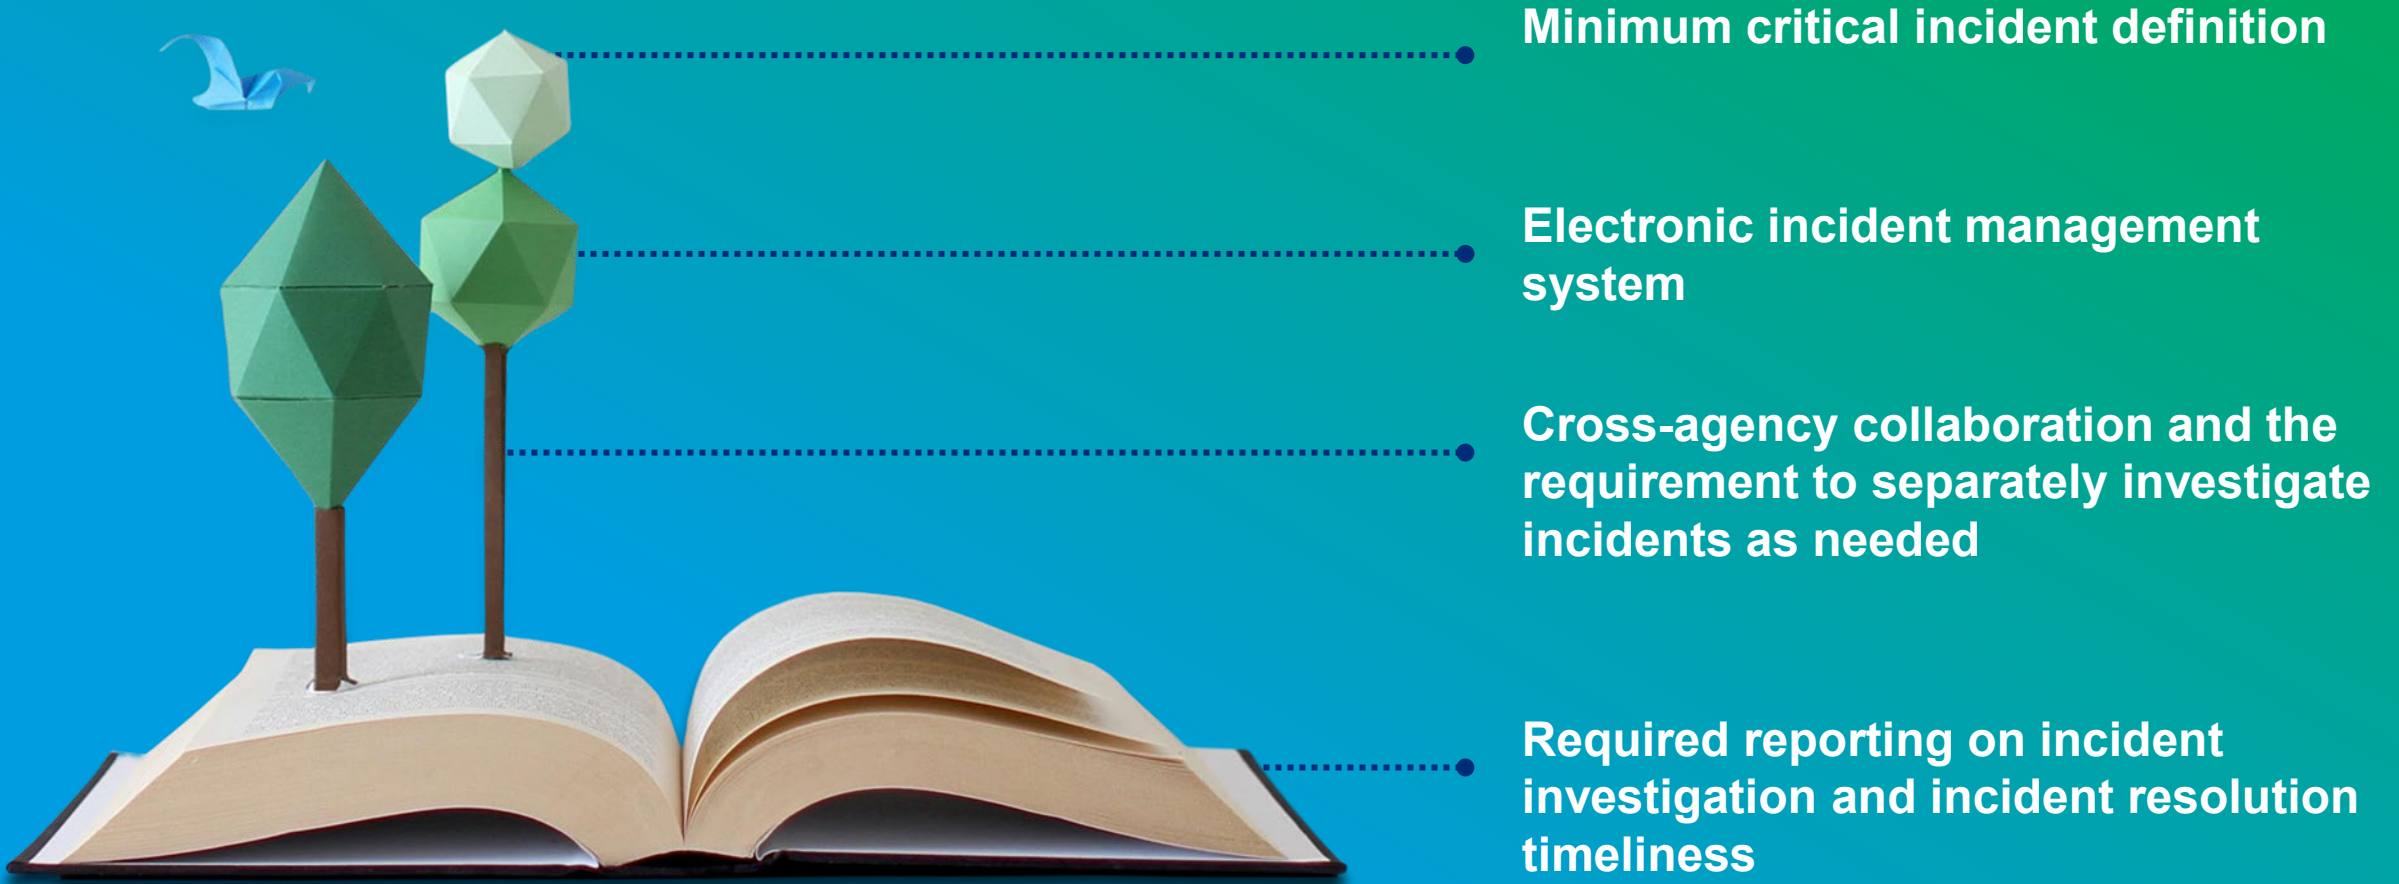 Minimum critical incident definition
Electronic incident management
system
Cross-agency collaboration and the
requirement to separately investigate
incidents as needed
Required reporting on incident
investigation and incident resolution
timeliness